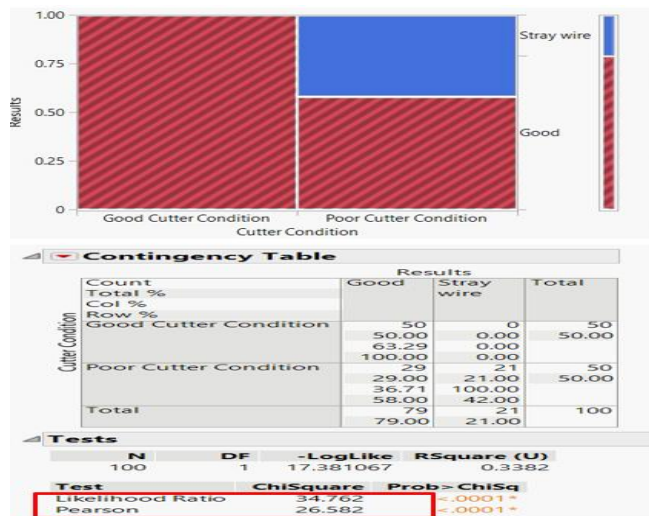 1.00
0.75
0.50
0.25
0
Results
Stray wire
Good
Good Cutter Condition Poor Cutter Condition
Cutter Condition
Contingency Table
Results
Cutter Condition
Count Good Stray Total
Total % wire
Col %
Row %
Good Cutter Condition 50 0 50
50.00 0.00 50.00
63.29 0.00
100.00 0.00
Poor Cutter Condition 29 21 50
29.00 21.00 50.00
36.71 100.00
58.00 42.00
Total 79 21 100
79.00 21.00
Tests
N DF -LogLike RSquare (U)
100 1 17.381067 0.3382
Test ChiSquare Prob>ChiSq
Likelihood Ratio 34.762 <.0001*
Pearson 26.582 <.0001*